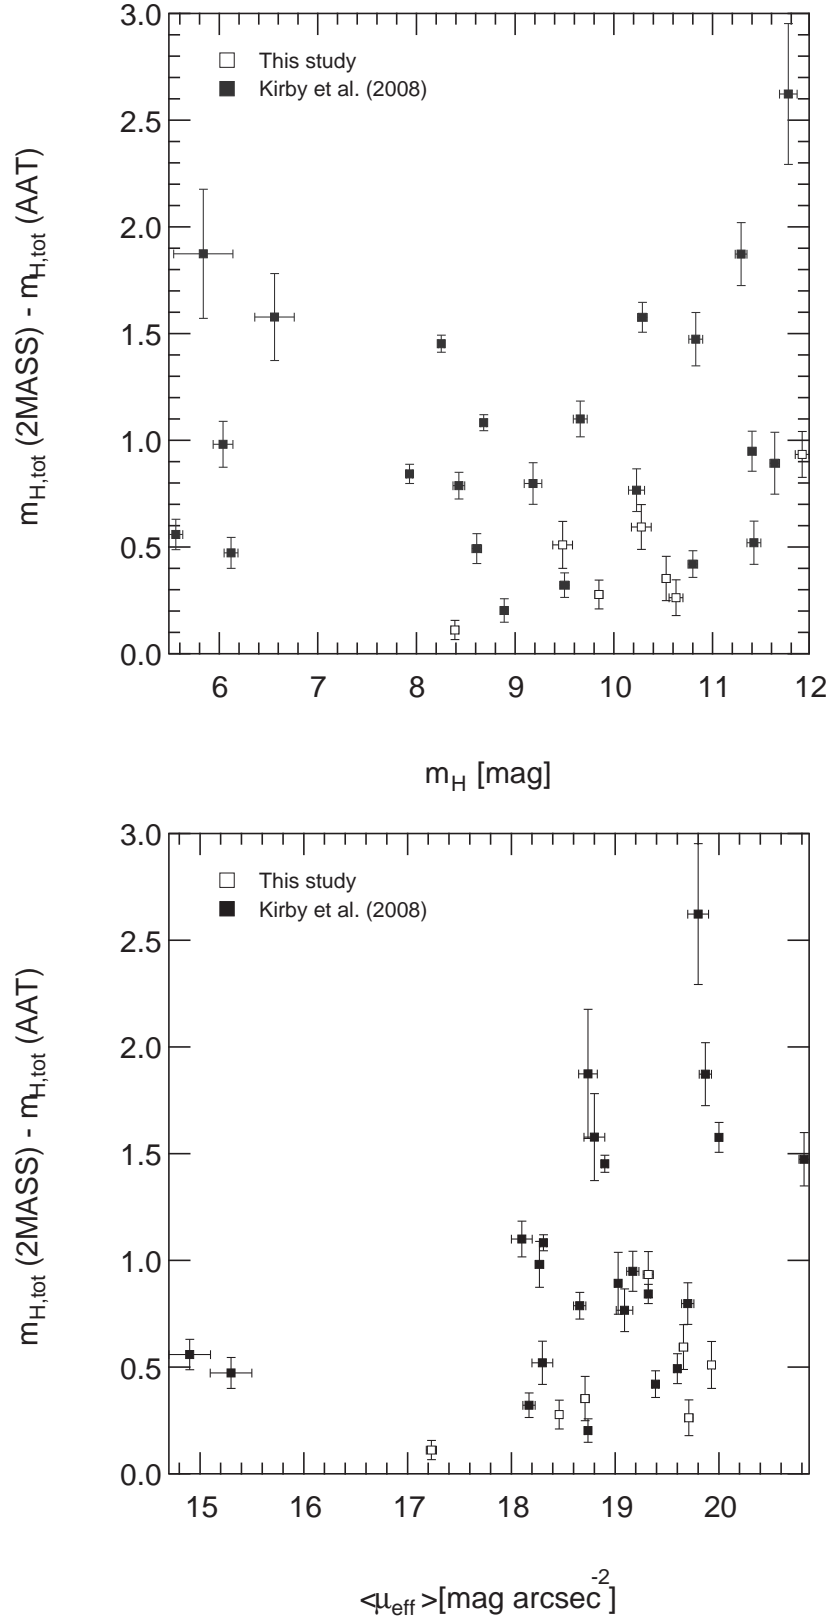 3.0
This study
Kirby et al. (2008)
2.5
2.0
1.5
1.0
0.5
0.0
m_H,tot (2MASS) - m_H,tot (AAT)
6 7 8 9 10 11 12
m_H [mag]
3.0
This study
Kirby et al. (2008)
2.5
2.0
1.5
1.0
0.5
0.0
m_H,tot (2MASS) - m_H,tot (AAT)
15 16 17 18 19 20
<μ_eff>[mag arcsec^-2]